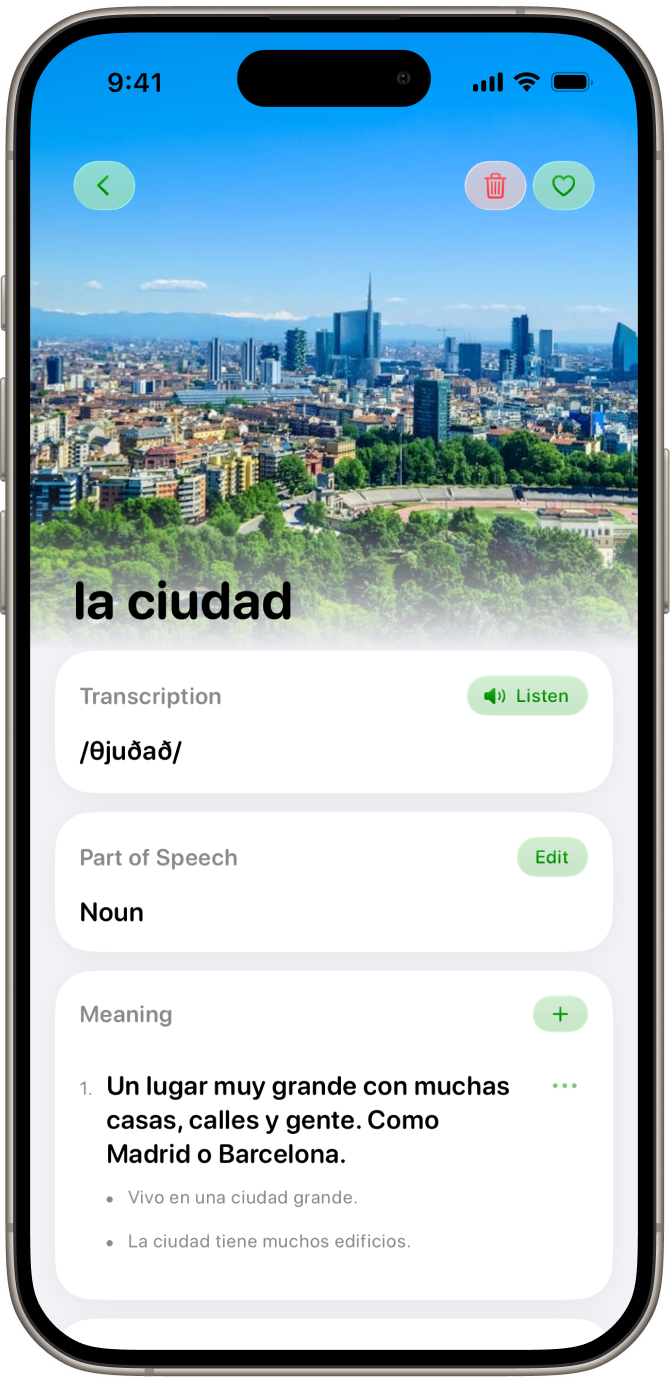 9:41
la ciudad
Transcription
Listen
/θjuðað/
Part of Speech
Edit
Noun
Meaning
1. Un lugar muy grande con muchas
casas, calles y gente. Como
Madrid o Barcelona.
• Vivo en una ciudad grande.
• La ciudad tiene muchos edificios.